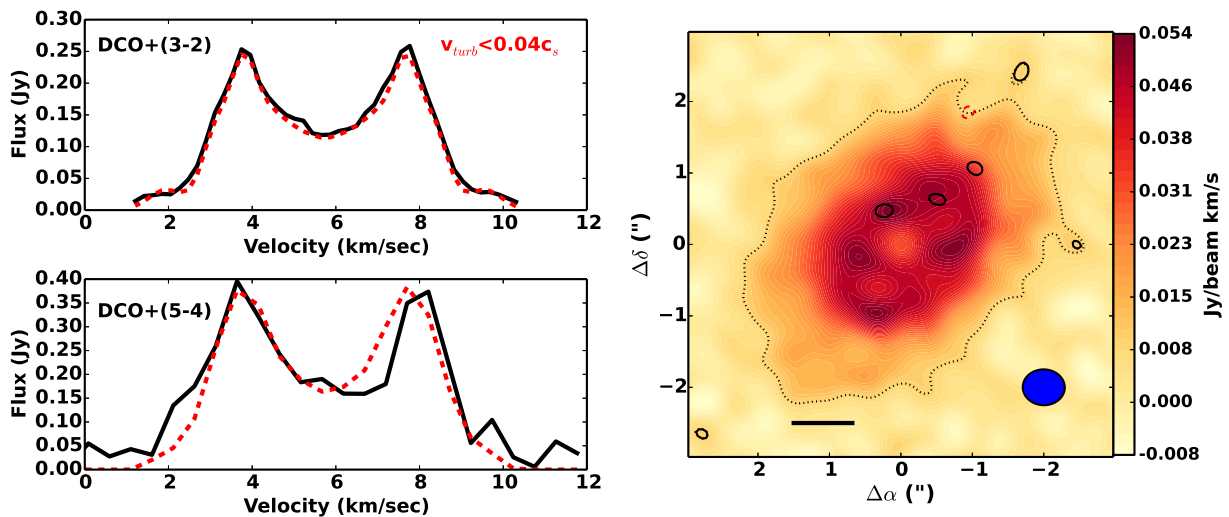 DCO+(3-2)
v_turb<0.04c_s
Flux (Jy)
0.30
0.25
0.20
0.15
0.10
0.05
0.00
0 2 4 6 8 10 12
Velocity (km/sec)
DCO+(5-4)
Flux (Jy)
0.40
0.35
0.30
0.25
0.20
0.15
0.10
0.05
0.00
0 2 4 6 8 10 12
Velocity (km/sec)
Δδ (")
2
1
0
−1
−2
2 1 0 −1 −2
Δα (")
0.054
0.046
0.038
0.031
0.023
0.015
0.008
0.000
-0.008
Jy/beam km/s